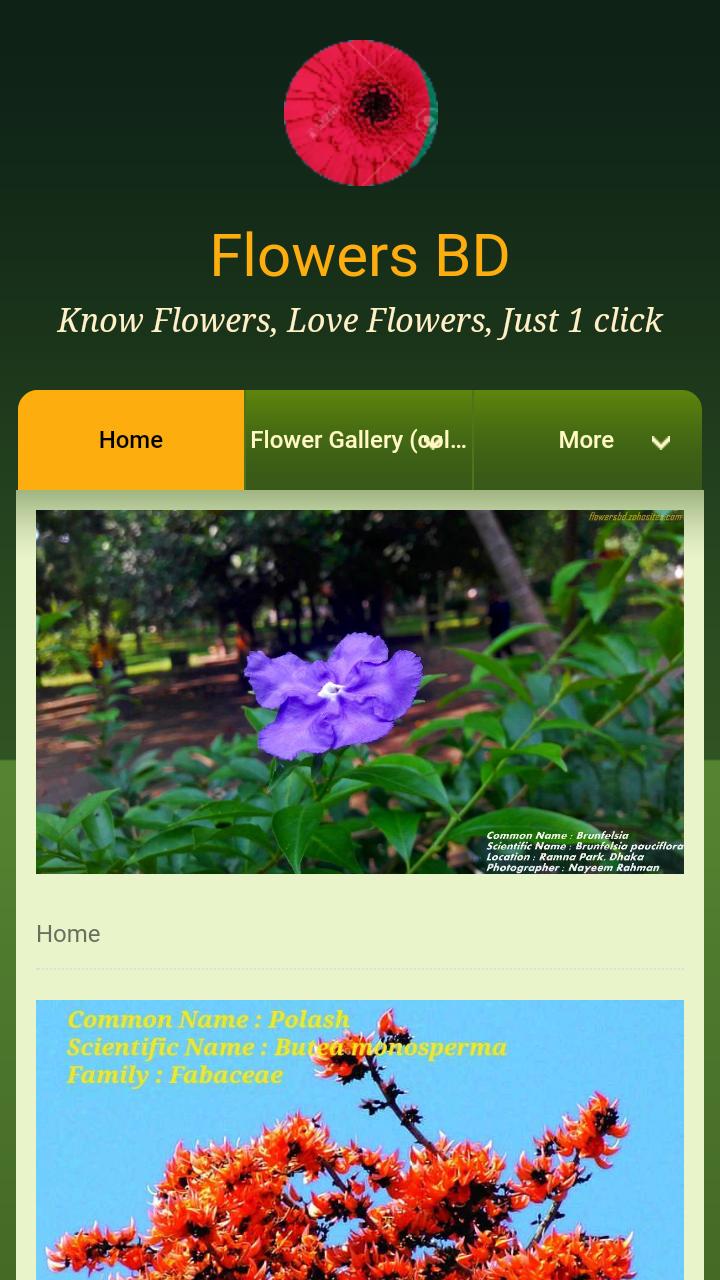 Flowers BD
Know Flowers, Love Flowers, Just 1 click
Home
Flower Gallery (col...
More
flowersbd.zohosites.com
Common Name : Brunfelsia
Scientific Name : Brunfelsia pauciflora
Location : Ramna Park, Dhaka
Photographer : Nayeem Rahman
Home
Common Name : Polash
Scientific Name : Butea monosperma
Family : Fabaceae